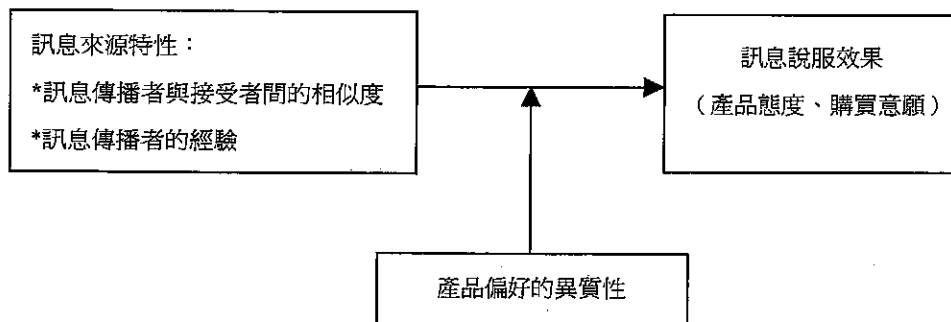 訊息來源特性：
*訊息傳播者與接受者間的相似度
*訊息傳播者的經驗
訊息說服效果
（產品態度、購買意願）
產品偏好的異質性